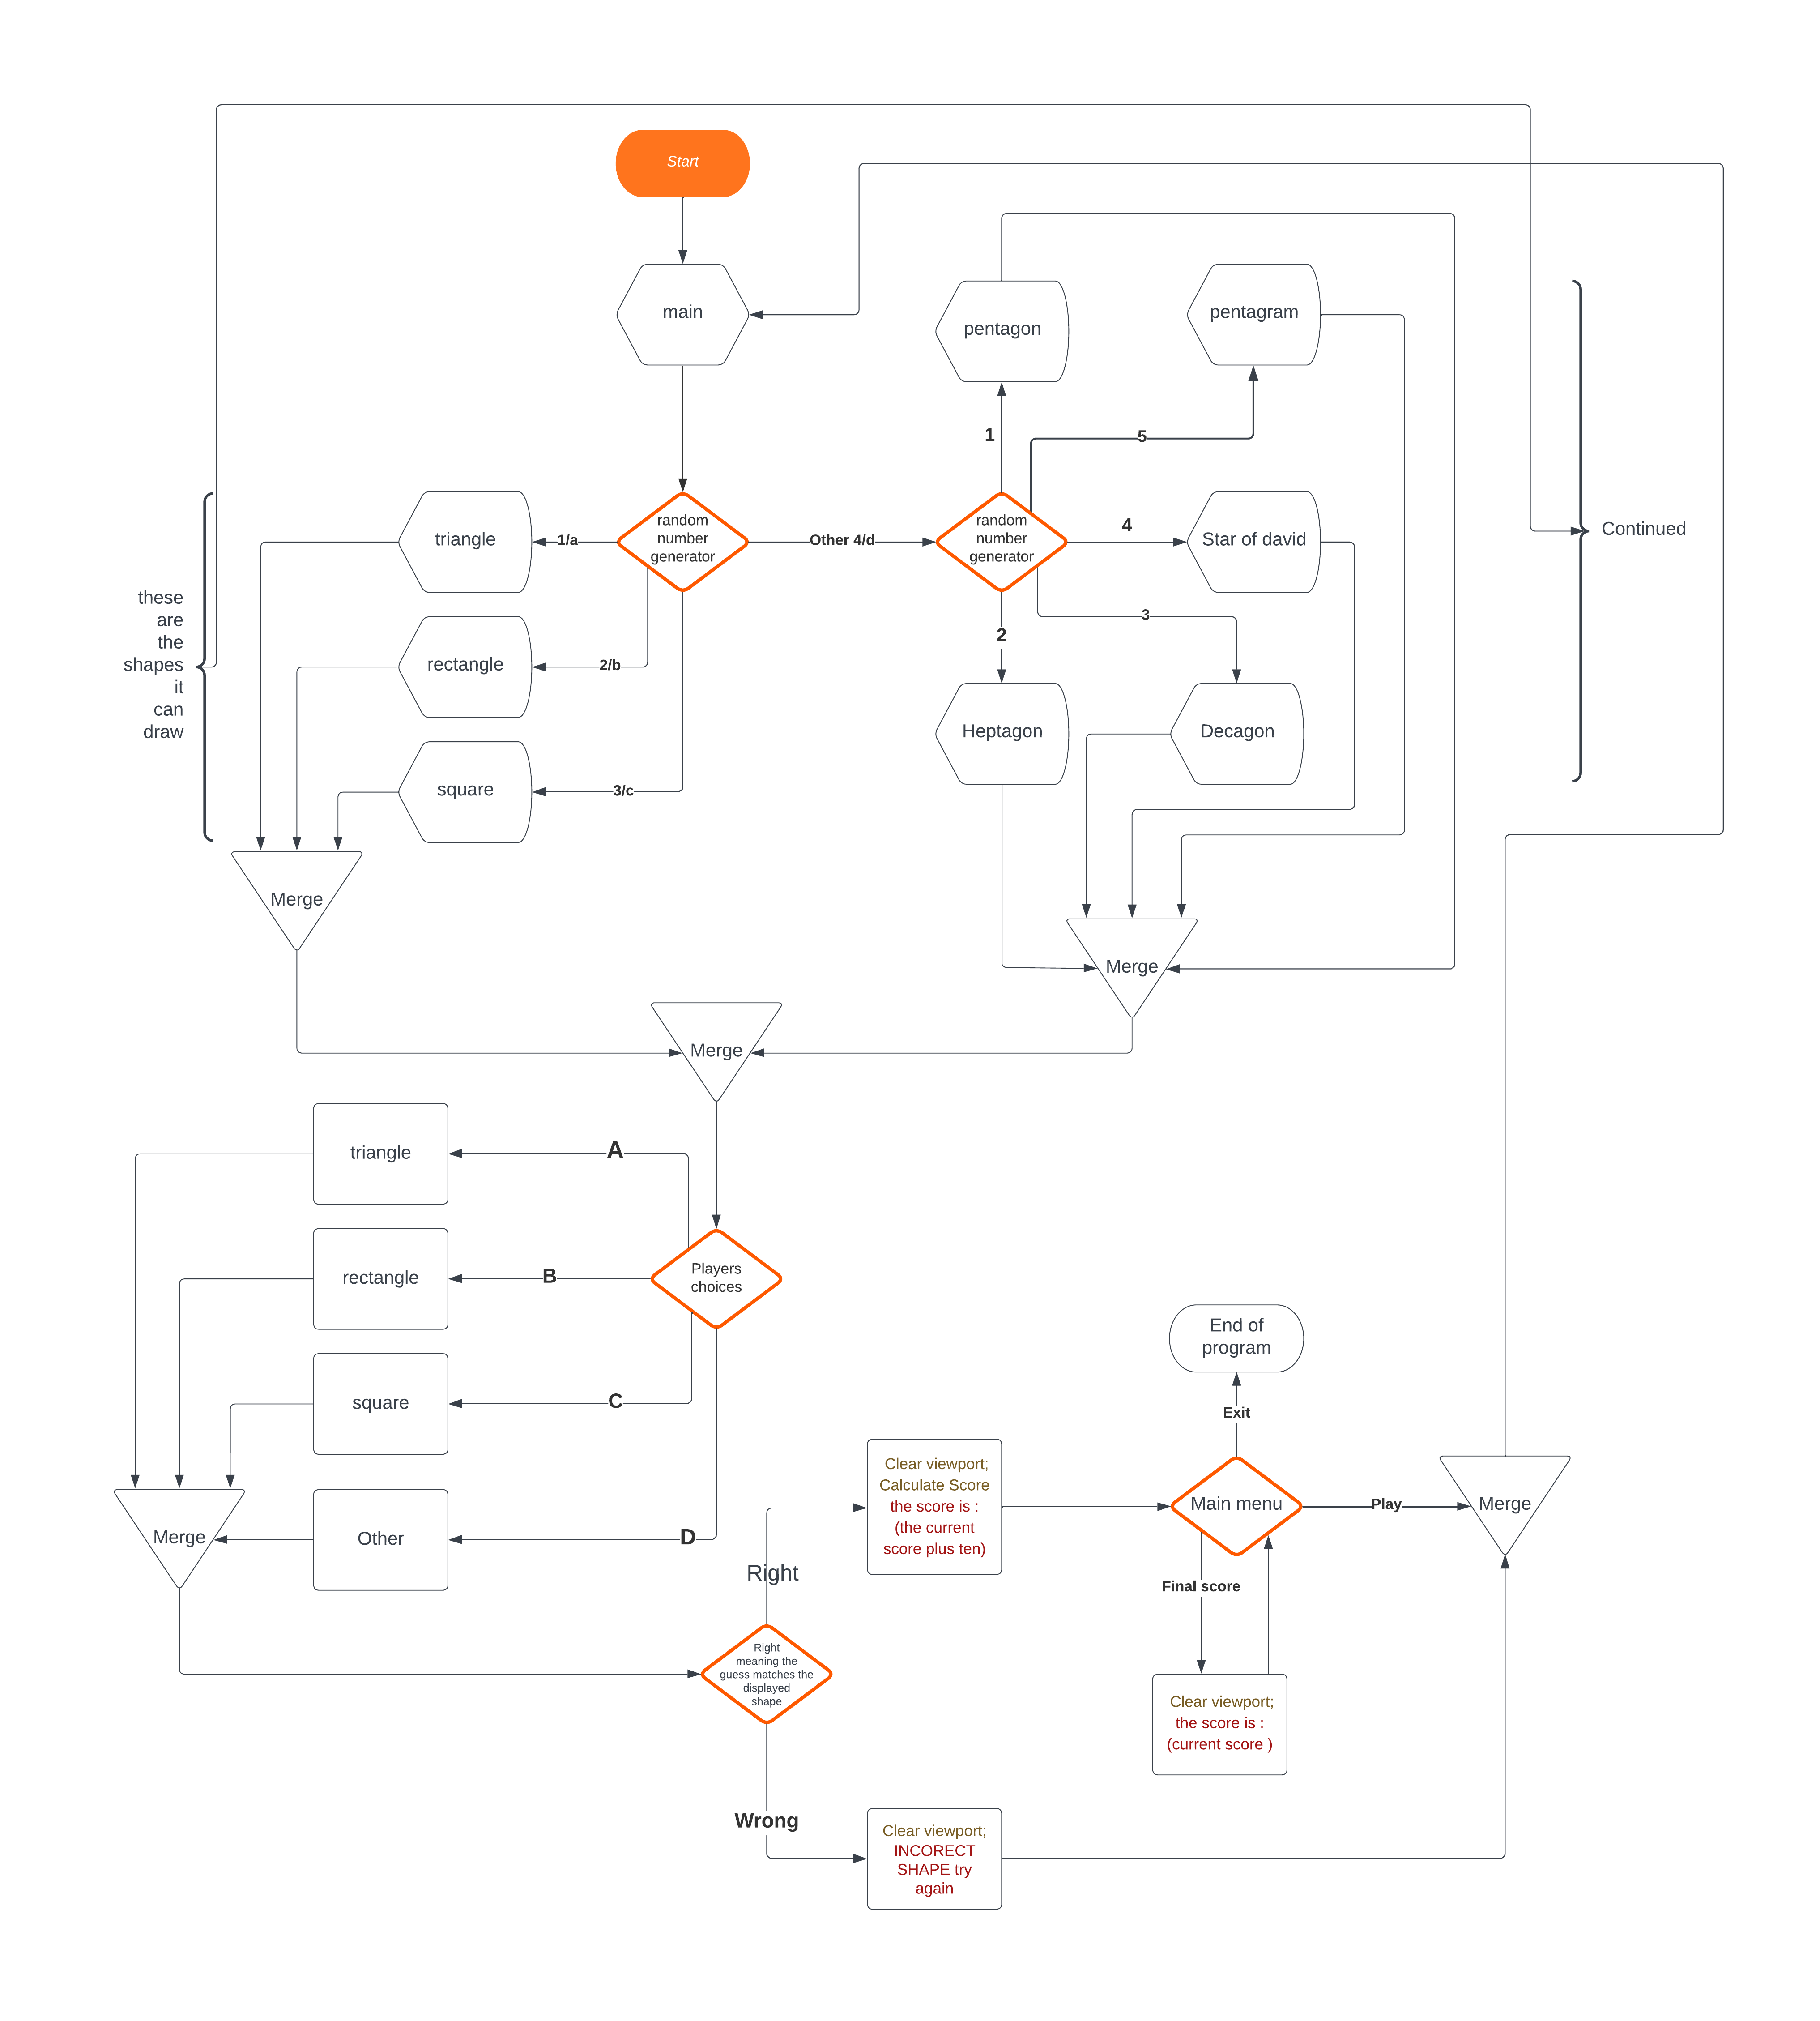 Start
main
pentagon
pentagram
1
5
triangle
1/a
random
number
generator
Other 4/d
random
number
generator
4
Star of david
Continued
these
are
the
shapes
it
can
draw
rectangle
2/b
3
2
square
3/c
Heptagon
Decagon
Merge
Merge
Merge
triangle
A
rectangle
B
Players
choices
square
C
End of
program
Exit
Merge
Other
D
Clear viewport;
Calculate Score
the score is :
(the current
score plus ten)
Main menu
Play
Merge
Right
Final score
Right
meaning the
guess matches the
displayed
shape
Clear viewport;
the score is :
(current score )
Wrong
Clear viewport;
INCORECT
SHAPE try
again